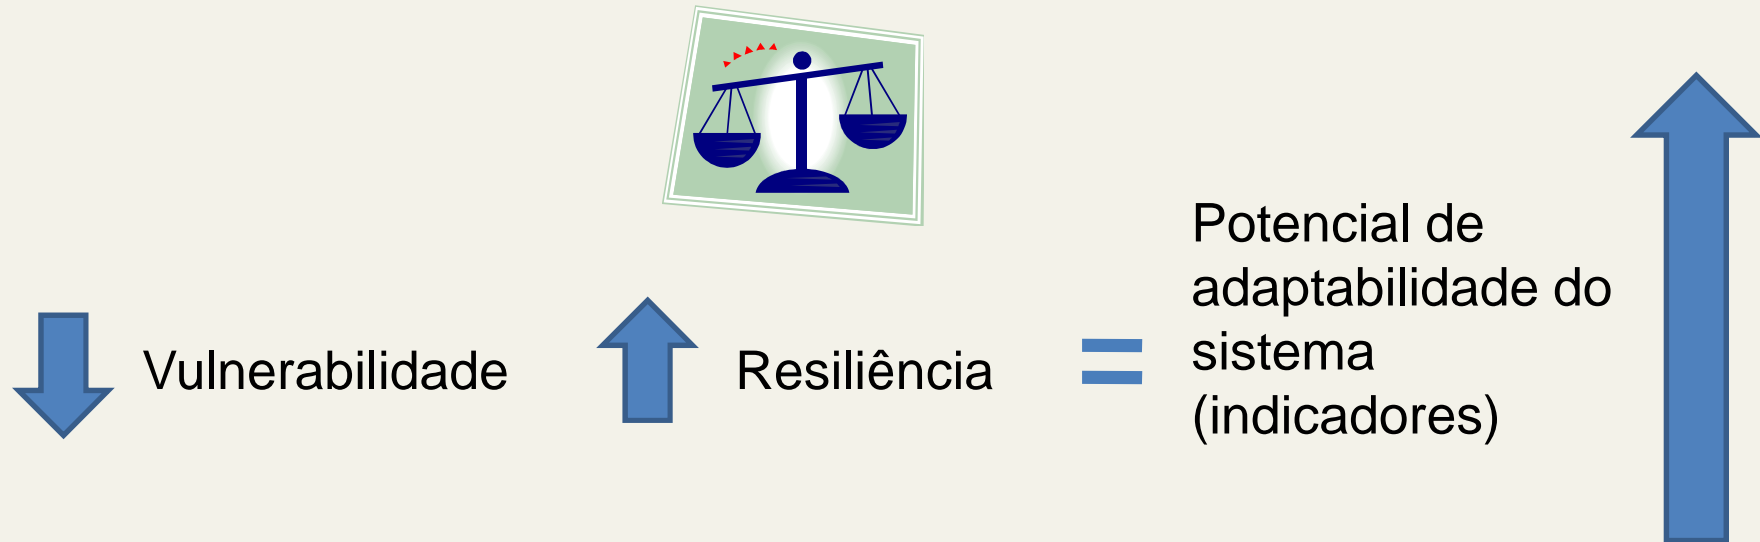 Vulnerabilidade
Resiliência
Potencial de
adaptabilidade do
sistema
(indicadores)